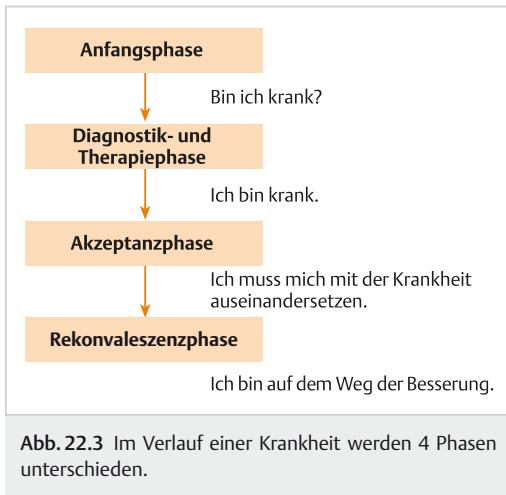 Anfangsphase
Bin ich krank?
Diagnostik- und
Therapiephase
Ich bin krank.
Akzeptanzphase
Ich muss mich mit der Krankheit
auseinandersetzen.
Rekonvaleszenzphase
Ich bin auf dem Weg der Besserung.
Abb. 22.3 Im Verlauf einer Krankheit werden 4 Phasen
unterschieden.